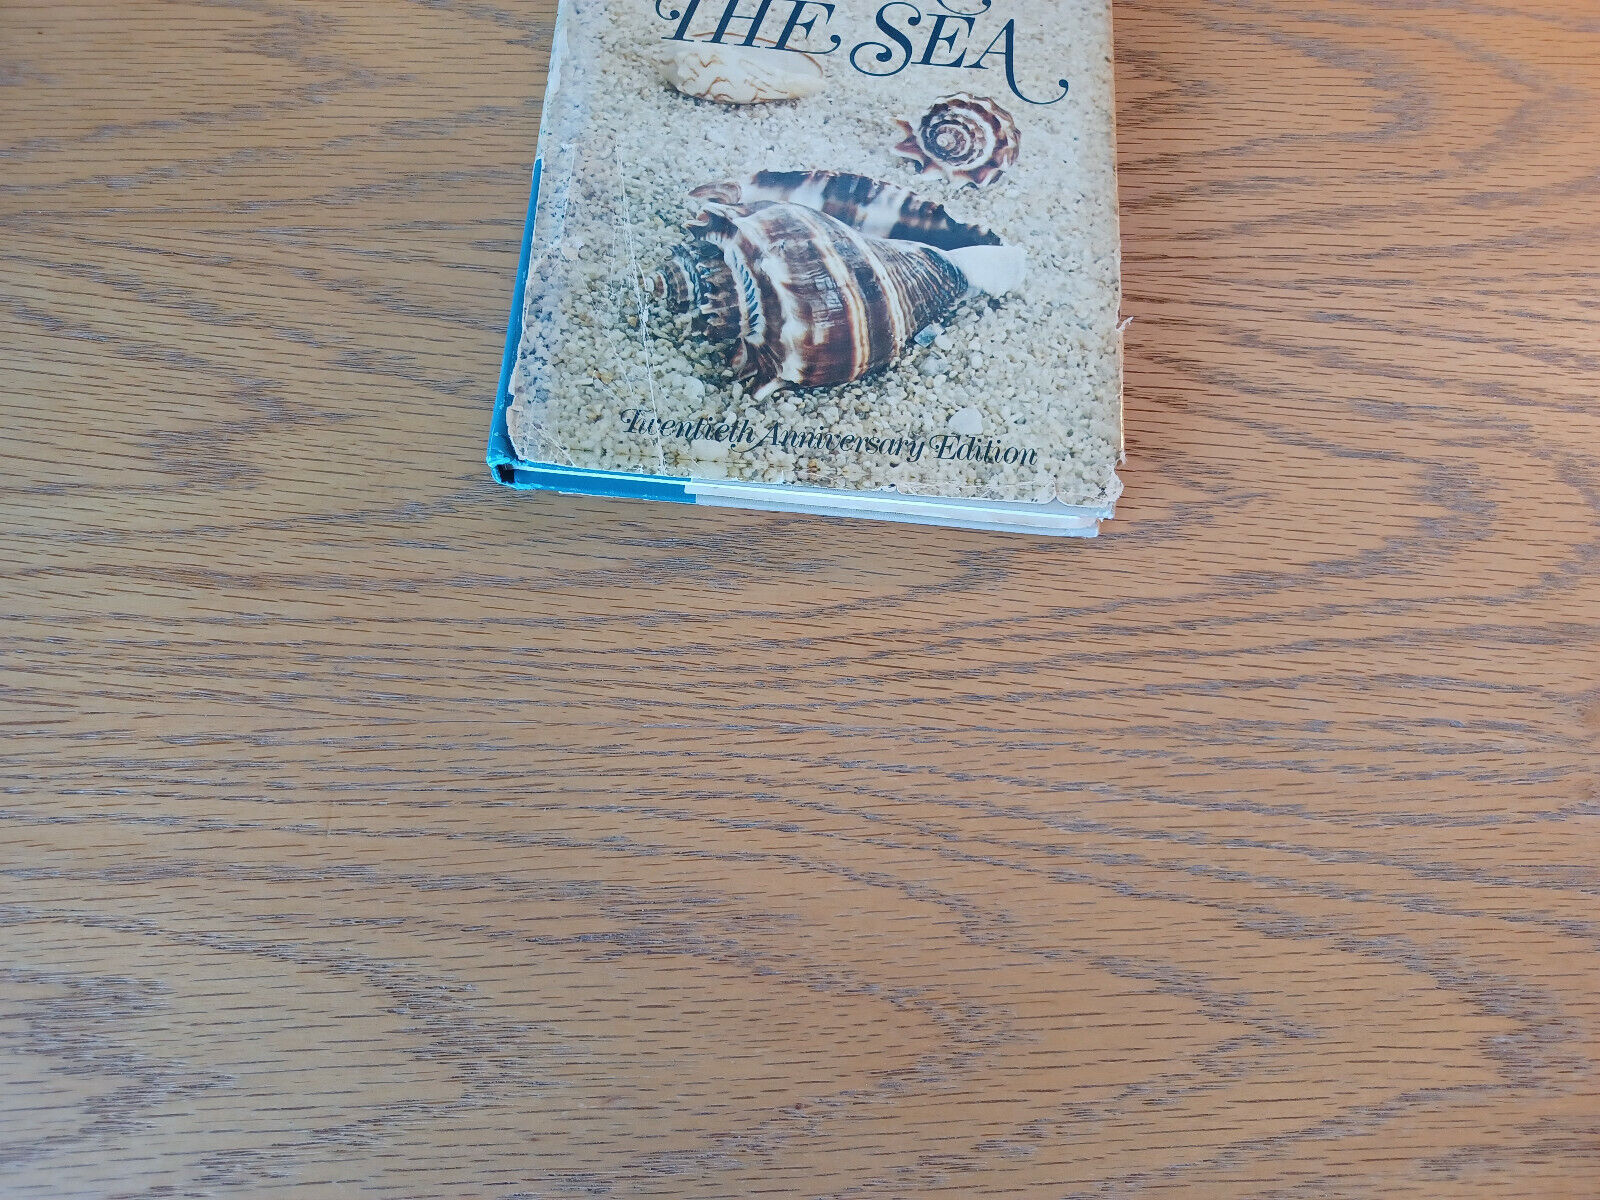 THE SEA
Twentieth Anniversary Edition